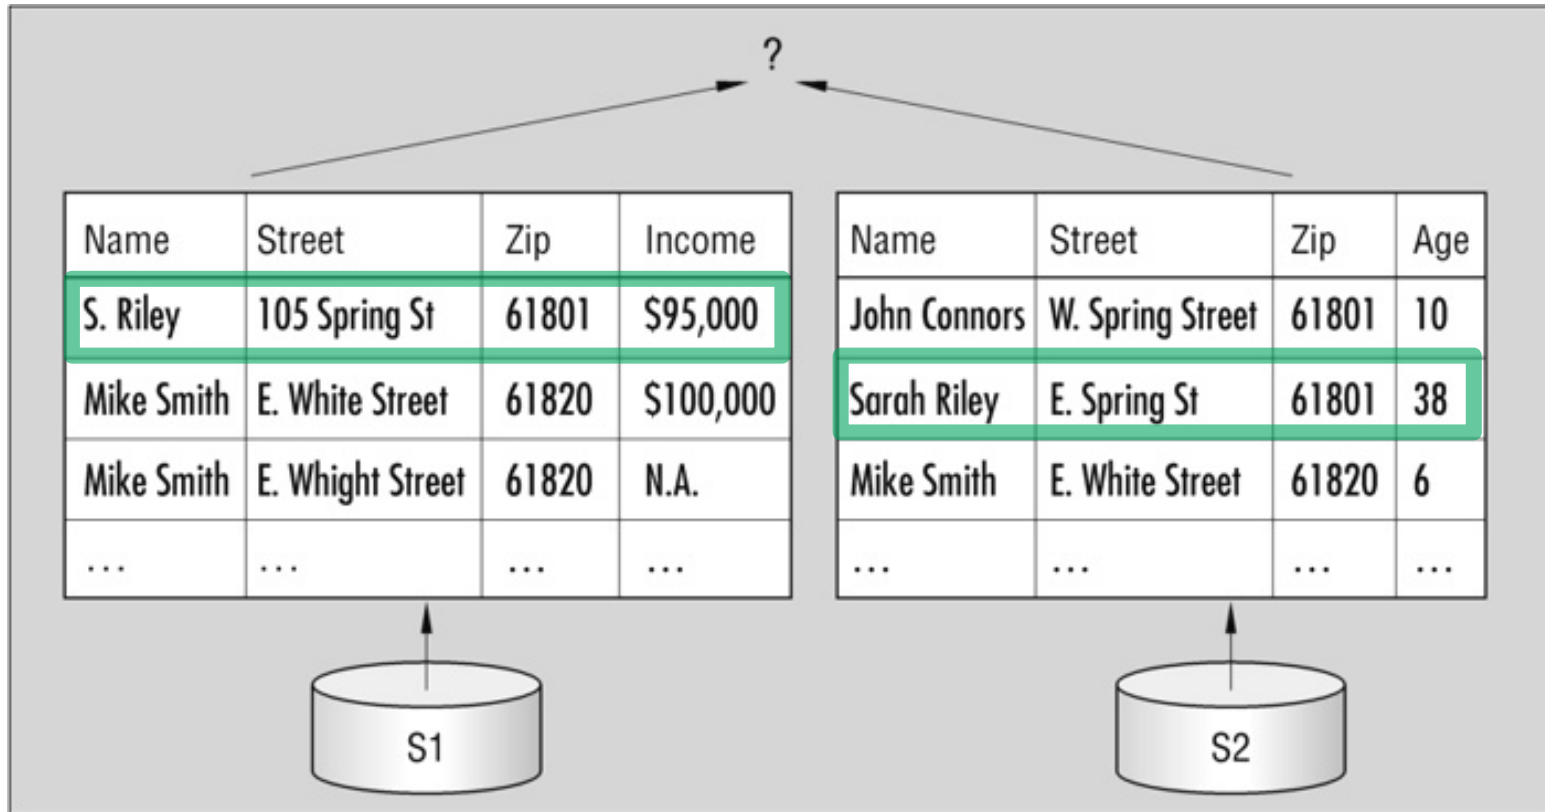 ?
Name Street Zip Income
S. Riley 105 Spring St 61801 $95,000
Mike Smith E. White Street 61820 $100,000
Mike Smith E. Whight Street 61820 N.A.
... ... ... ...
Name Street Zip Age
John Connors W. Spring Street 61801 10
Sarah Riley E. Spring St 61801 38
Mike Smith E. White Street 61820 6
... ... ... ...
S1
S2